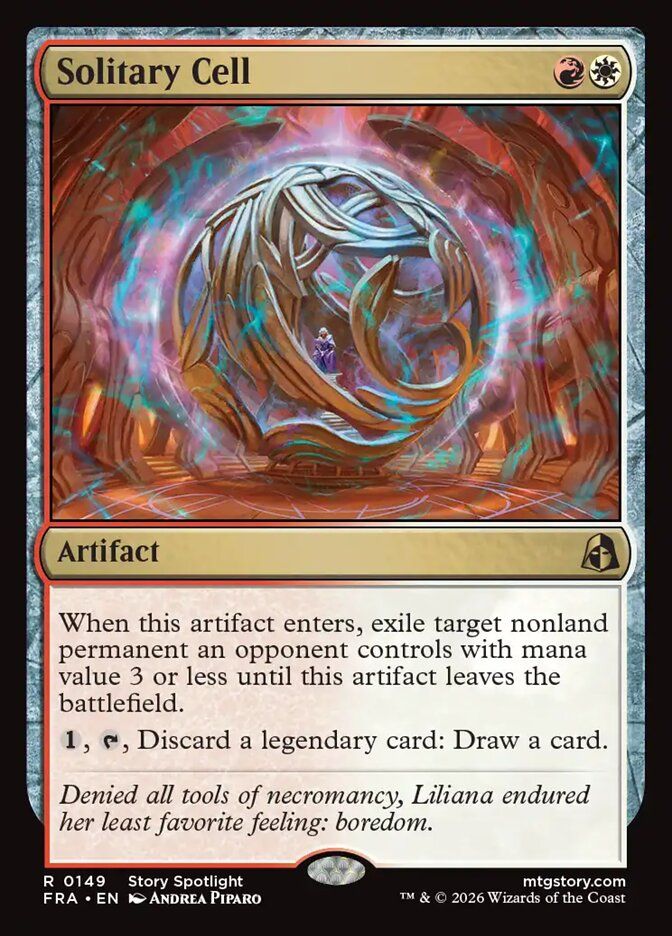 Solitary Cell
Artifact
When this artifact enters, exile target nonland
permanent an opponent controls with mana
value 3 or less until this artifact leaves the
battlefield.
1, , Discard a legendary card: Draw a card.
Denied all tools of necromancy, Liliana endured
her least favorite feeling: boredom.
R 0149 Story Spotlight mtgstory.com
FRA • EN Andrea Piparo ™ & © 2026 Wizards of the Coast